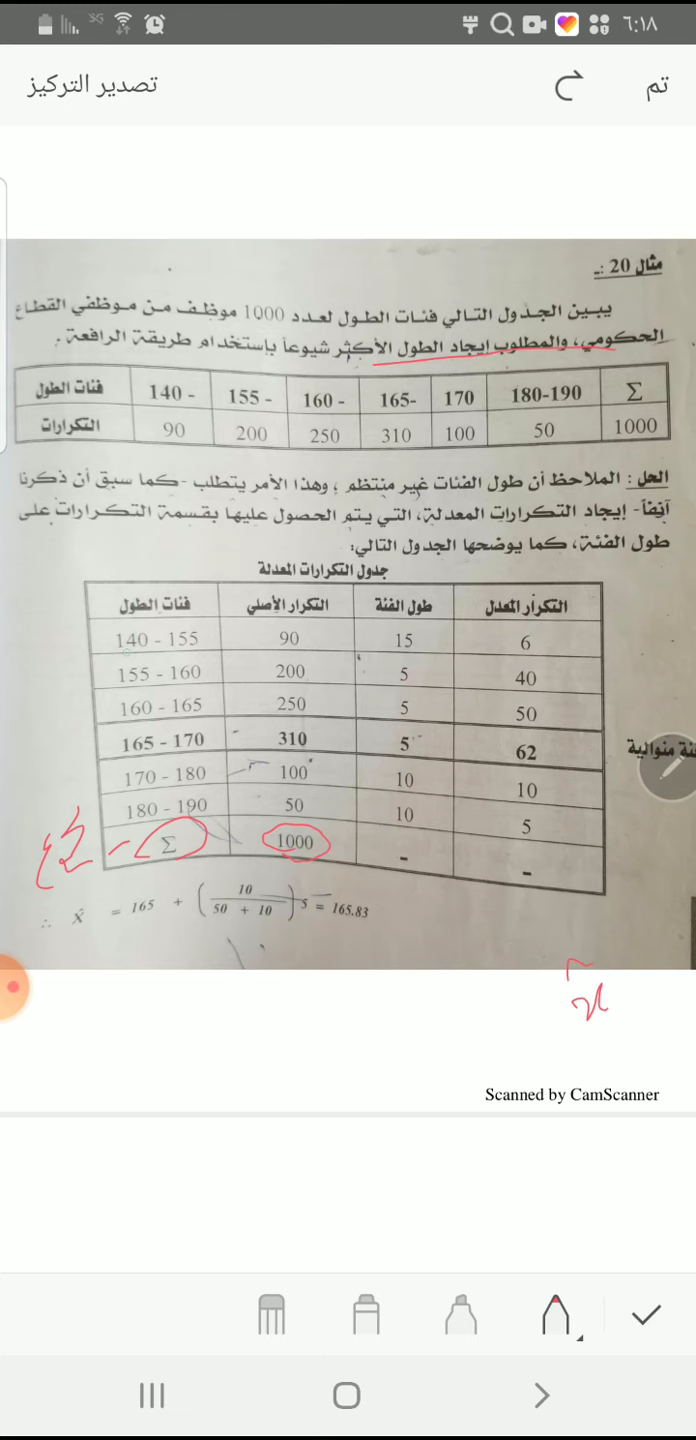 ٦:١٨
تم
تصدير التركيز
مثال 20 :-
يبين الجدول التالي فئات الطول لعدد 1000 موظف من موظفي القطاع
الحكومي، والمطلوب إيجاد الطول الأكثر شيوعاً بإستخدام طريقة الرافعة.
فئات الطول 140 - 155 - 160 - 165- 170 180-190 Σ
التكرارات 90 200 250 310 100 50 1000
الحل : الملاحظ أن طول الفئات غير منتظم ، وهذا الأمر يتطلب -كما سبق أن ذكرنا
آنفاً- إيجاد التكرارات المعدلة، التي يتم الحصول عليها بقسمة التكرارات على
طول الفئة، كما يوضحها الجدول التالي:
جدول التكرارات المعدلة
فئات الطول التكرار الأصلي طول الفئة التكرار المعدل
140 - 155 90 15 6
155 - 160 200 5 40
160 - 165 250 5 50
165 - 170 310 5 62
170 - 180 100 10 10
180 - 190 50 10 5
Σ 1000 - -
∴ x̂ = 165 + ( 10 / 50 + 10 ) 5 = 165.83
Scanned by CamScanner